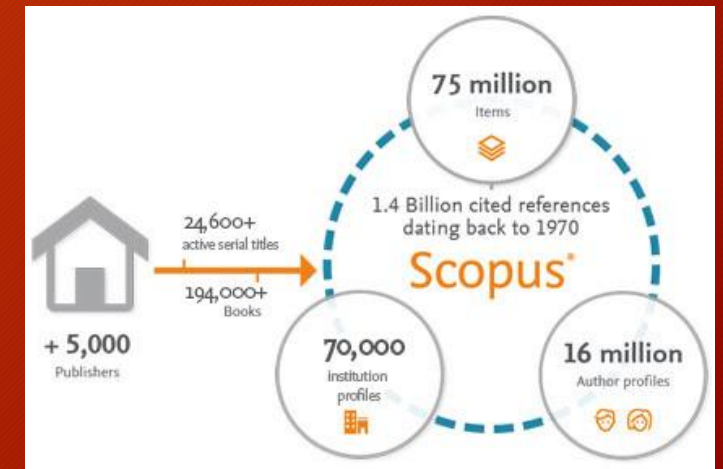 75 million
Items
1.4 Billion cited references
dating back to 1970
Scopus®
24,600+
active serial titles
194,000+
Books
+ 5,000
Publishers
70,000
institution
profiles
16 million
Author profiles